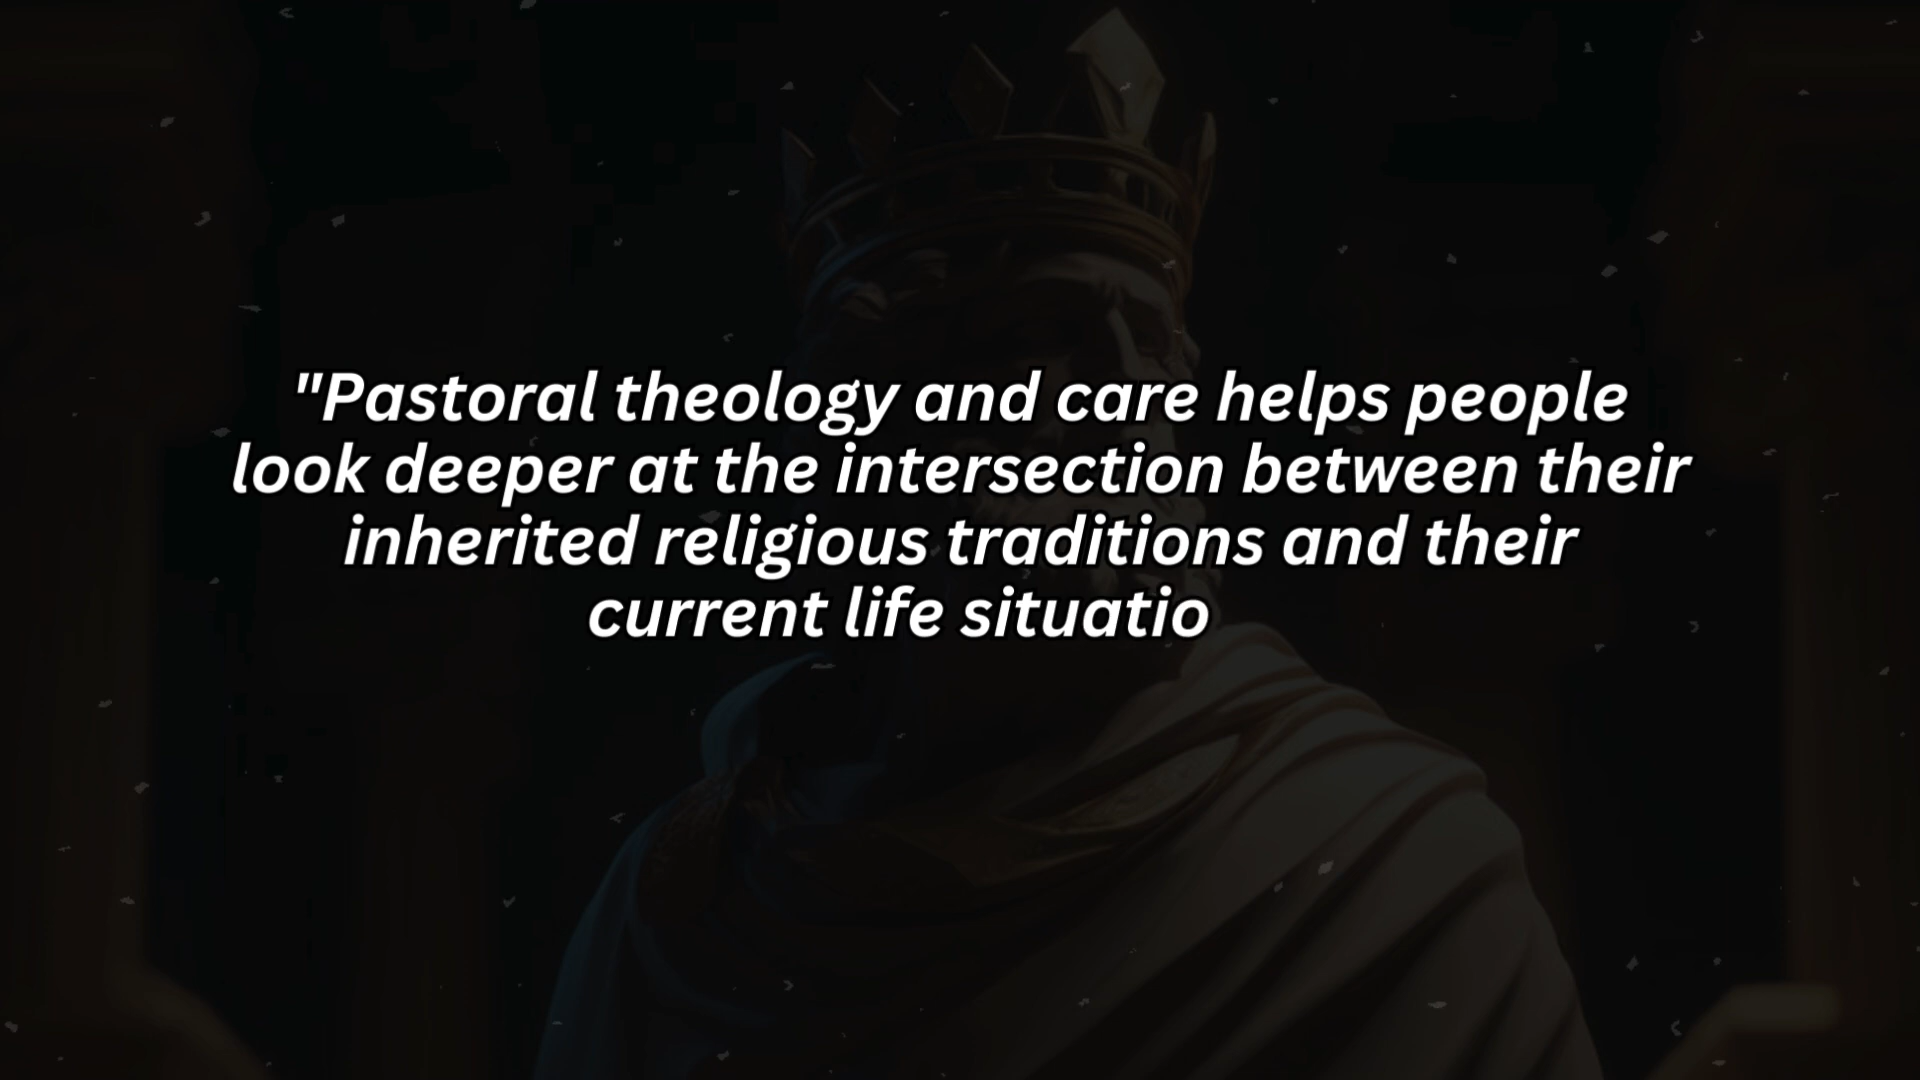 "Pastoral theology and care helps people
look deeper at the intersection between their
inherited religious traditions and their
current life situatio